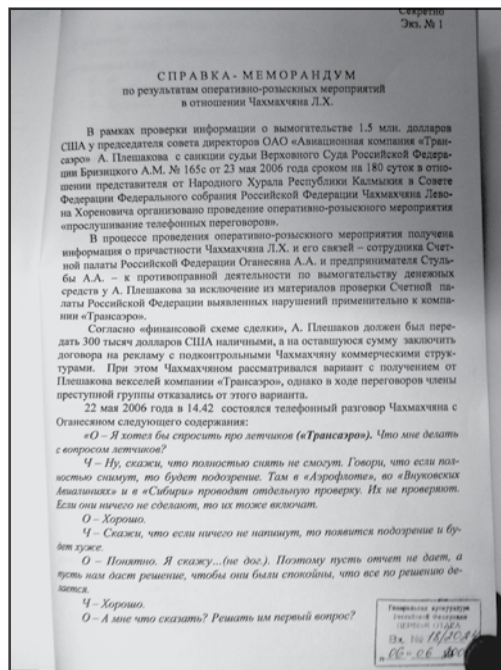 Секретно
Экз. № 1
СПРАВКА-МЕМОРАНДУМ
по результатам оперативно-розыскных мероприятий
в отношении Чахмахчяна Л.Х.
В рамках проверки информации о вымогательстве 1.5 млн. долларов
США у председателя совета директоров ОАО «Авиационная компания «Тран-
саэро» А. Плешакова с санкции судьи Верховного Суда Российской Федера-
ции Бризицкого А.М. № 165с от 23 мая 2006 года сроком на 180 суток в отно-
шении представителя от Народного Хурала Республики Калмыкия в Совете
Федерации Федерального собрания Российской Федерации Чахмахчяна Лево-
на Хореновича организовано проведение оперативно-розыскного мероприятия
«прослушивание телефонных переговоров».
В процессе проведения оперативно-розыскного мероприятия получена
информация о причастности Чахмахчяна Л.Х. и его связей – сотрудника Счет-
ной палаты Российской Федерации Оганесяна А.А. и предпринимателя Стуль-
бы А.А. – к противоправной деятельности по вымогательству денежных
средств у А. Плешакова за исключение из материалов проверки Счетной па-
латы Российской Федерации выявленных нарушений применительно к компа-
нии «Трансаэро».
Согласно «финансовой схеме сделки», А. Плешаков должен был пере-
дать 300 тысяч долларов США наличными, а на оставшуюся сумму заключить
договора на рекламу с подконтрольными Чахмахчяну коммерческими струк-
турами. При этом Чахмахчяном рассматривался вариант с получением от
Плешакова векселей компании «Трансаэро», однако в ходе переговоров члены
преступной группы отказались от этого варианта.
22 мая 2006 года в 14.42 состоялся телефонный разговор Чахмахчяна с
Оганесяном следующего содержания:
«О – Я хотел бы спросить про летчиков («Трансаэро»). Что мне делать
с вопросом летчиков?
Ч – Ну, скажи, что полностью снять не смогут. Говори, что если пол-
ностью снимут, то будет подозрение. Там в «Аэрофлоте», во «Внуковских
Авиалиниях» и в «Сибири» проводят отдельную проверку. Их не проверяют.
Если они ничего не сделают, то их тоже включат.
О – Хорошо.
Ч – Скажи, что если ничего не напишут, то появится подозрение и бу-
дет хуже.
О – Понятно. Я скажу...(не дог.). Поэтому пусть отчет не дает, а
пусть нам даст решение, чтобы они были спокойны, что все по решению де-
лается.
Ч – Хорошо.
О – А мне что сказать? Решать им первый вопрос?
Генеральная прокуратура
Российской Федерации
ПЕРВЫЙ ОТДЕЛ
Вх. №
06-06